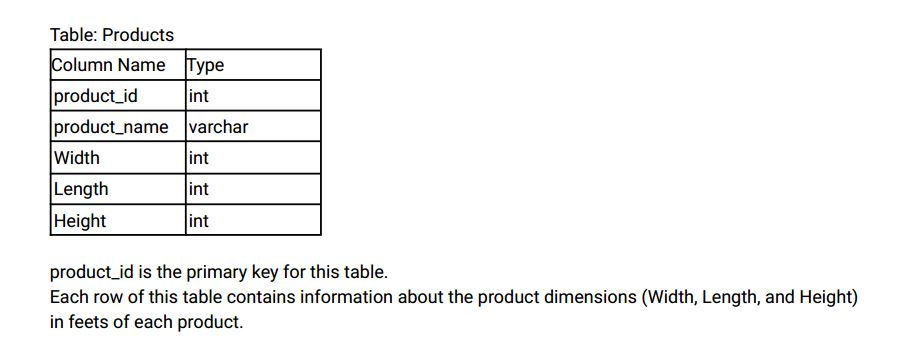 Table: Products
Column Name Type
product_id int
product_name varchar
Width int
Length int
Height int
product_id is the primary key for this table.
Each row of this table contains information about the product dimensions (Width, Length, and Height)
in feets of each product.